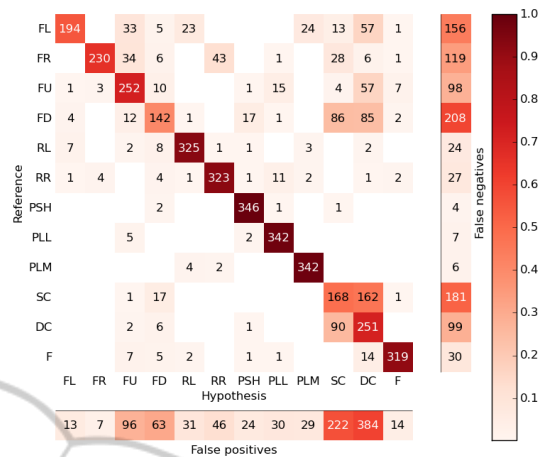 1.0
FL 194 33 5 23 24 13 57 1 156
0.9
FR 230 34 6 43 1 28 6 1 119
0.8
FU 1 3 252 10 1 15 4 57 7 98
FD 4 12 142 1 17 1 86 85 2 208
0.7
RL 7 2 8 325 1 1 3 2 24
0.6
Reference
RR 1 4 4 1 323 1 11 2 1 2 27
False negatives
PSH 2 346 1 1 4
0.5
PLL 5 2 342 7
0.4
PLM 4 2 342 6
0.3
SC 1 17 168 162 1 181
DC 2 6 1 90 251 99
0.2
F 7 5 2 1 1 14 319 30
FL FR FU FD RL RR PSH PLL PLM SC DC F
Hypothesis
0.1
13 7 96 63 31 46 24 30 29 222 384 14
False positives